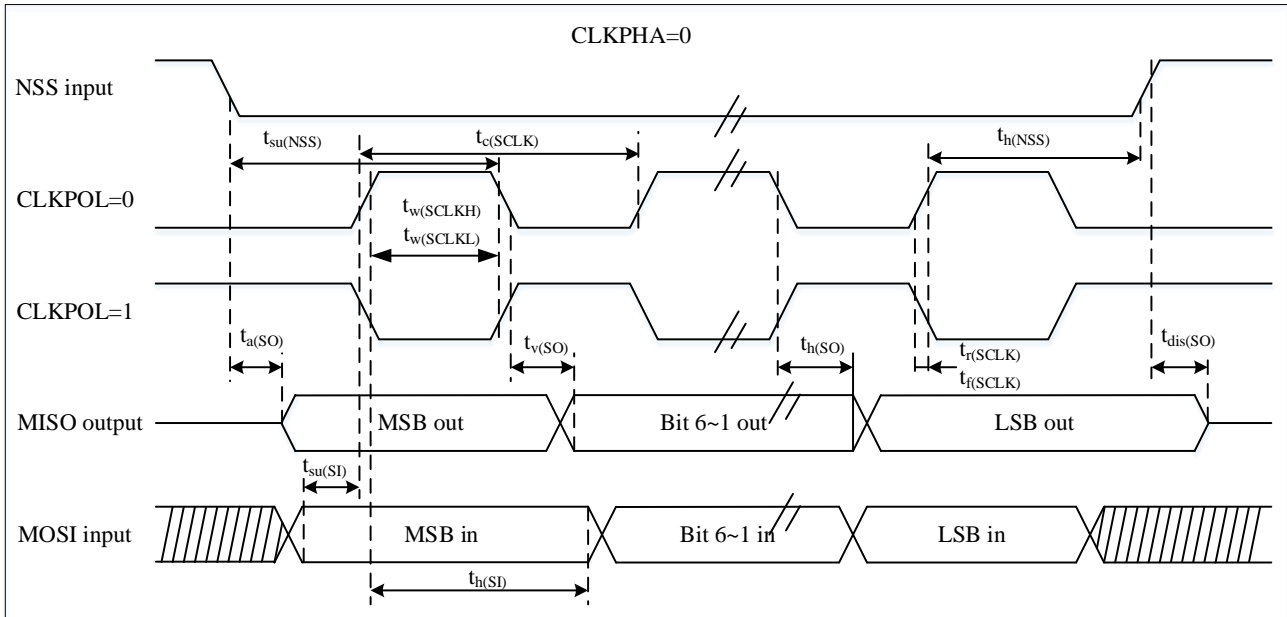 CLKPHA=0
NSS input
tsu(NSS)
tc(SCLK)
th(NSS)
CLKPOL=0
tw(SCLKH)
tw(SCLKL)
CLKPOL=1
ta(SO)
tv(SO)
th(SO)
tr(SCLK)
tf(SCLK)
tdis(SO)
MISO output
MSB out
Bit 6~1 out
LSB out
tsu(SI)
MOSI input
MSB in
Bit 6~1 in
LSB in
th(SI)